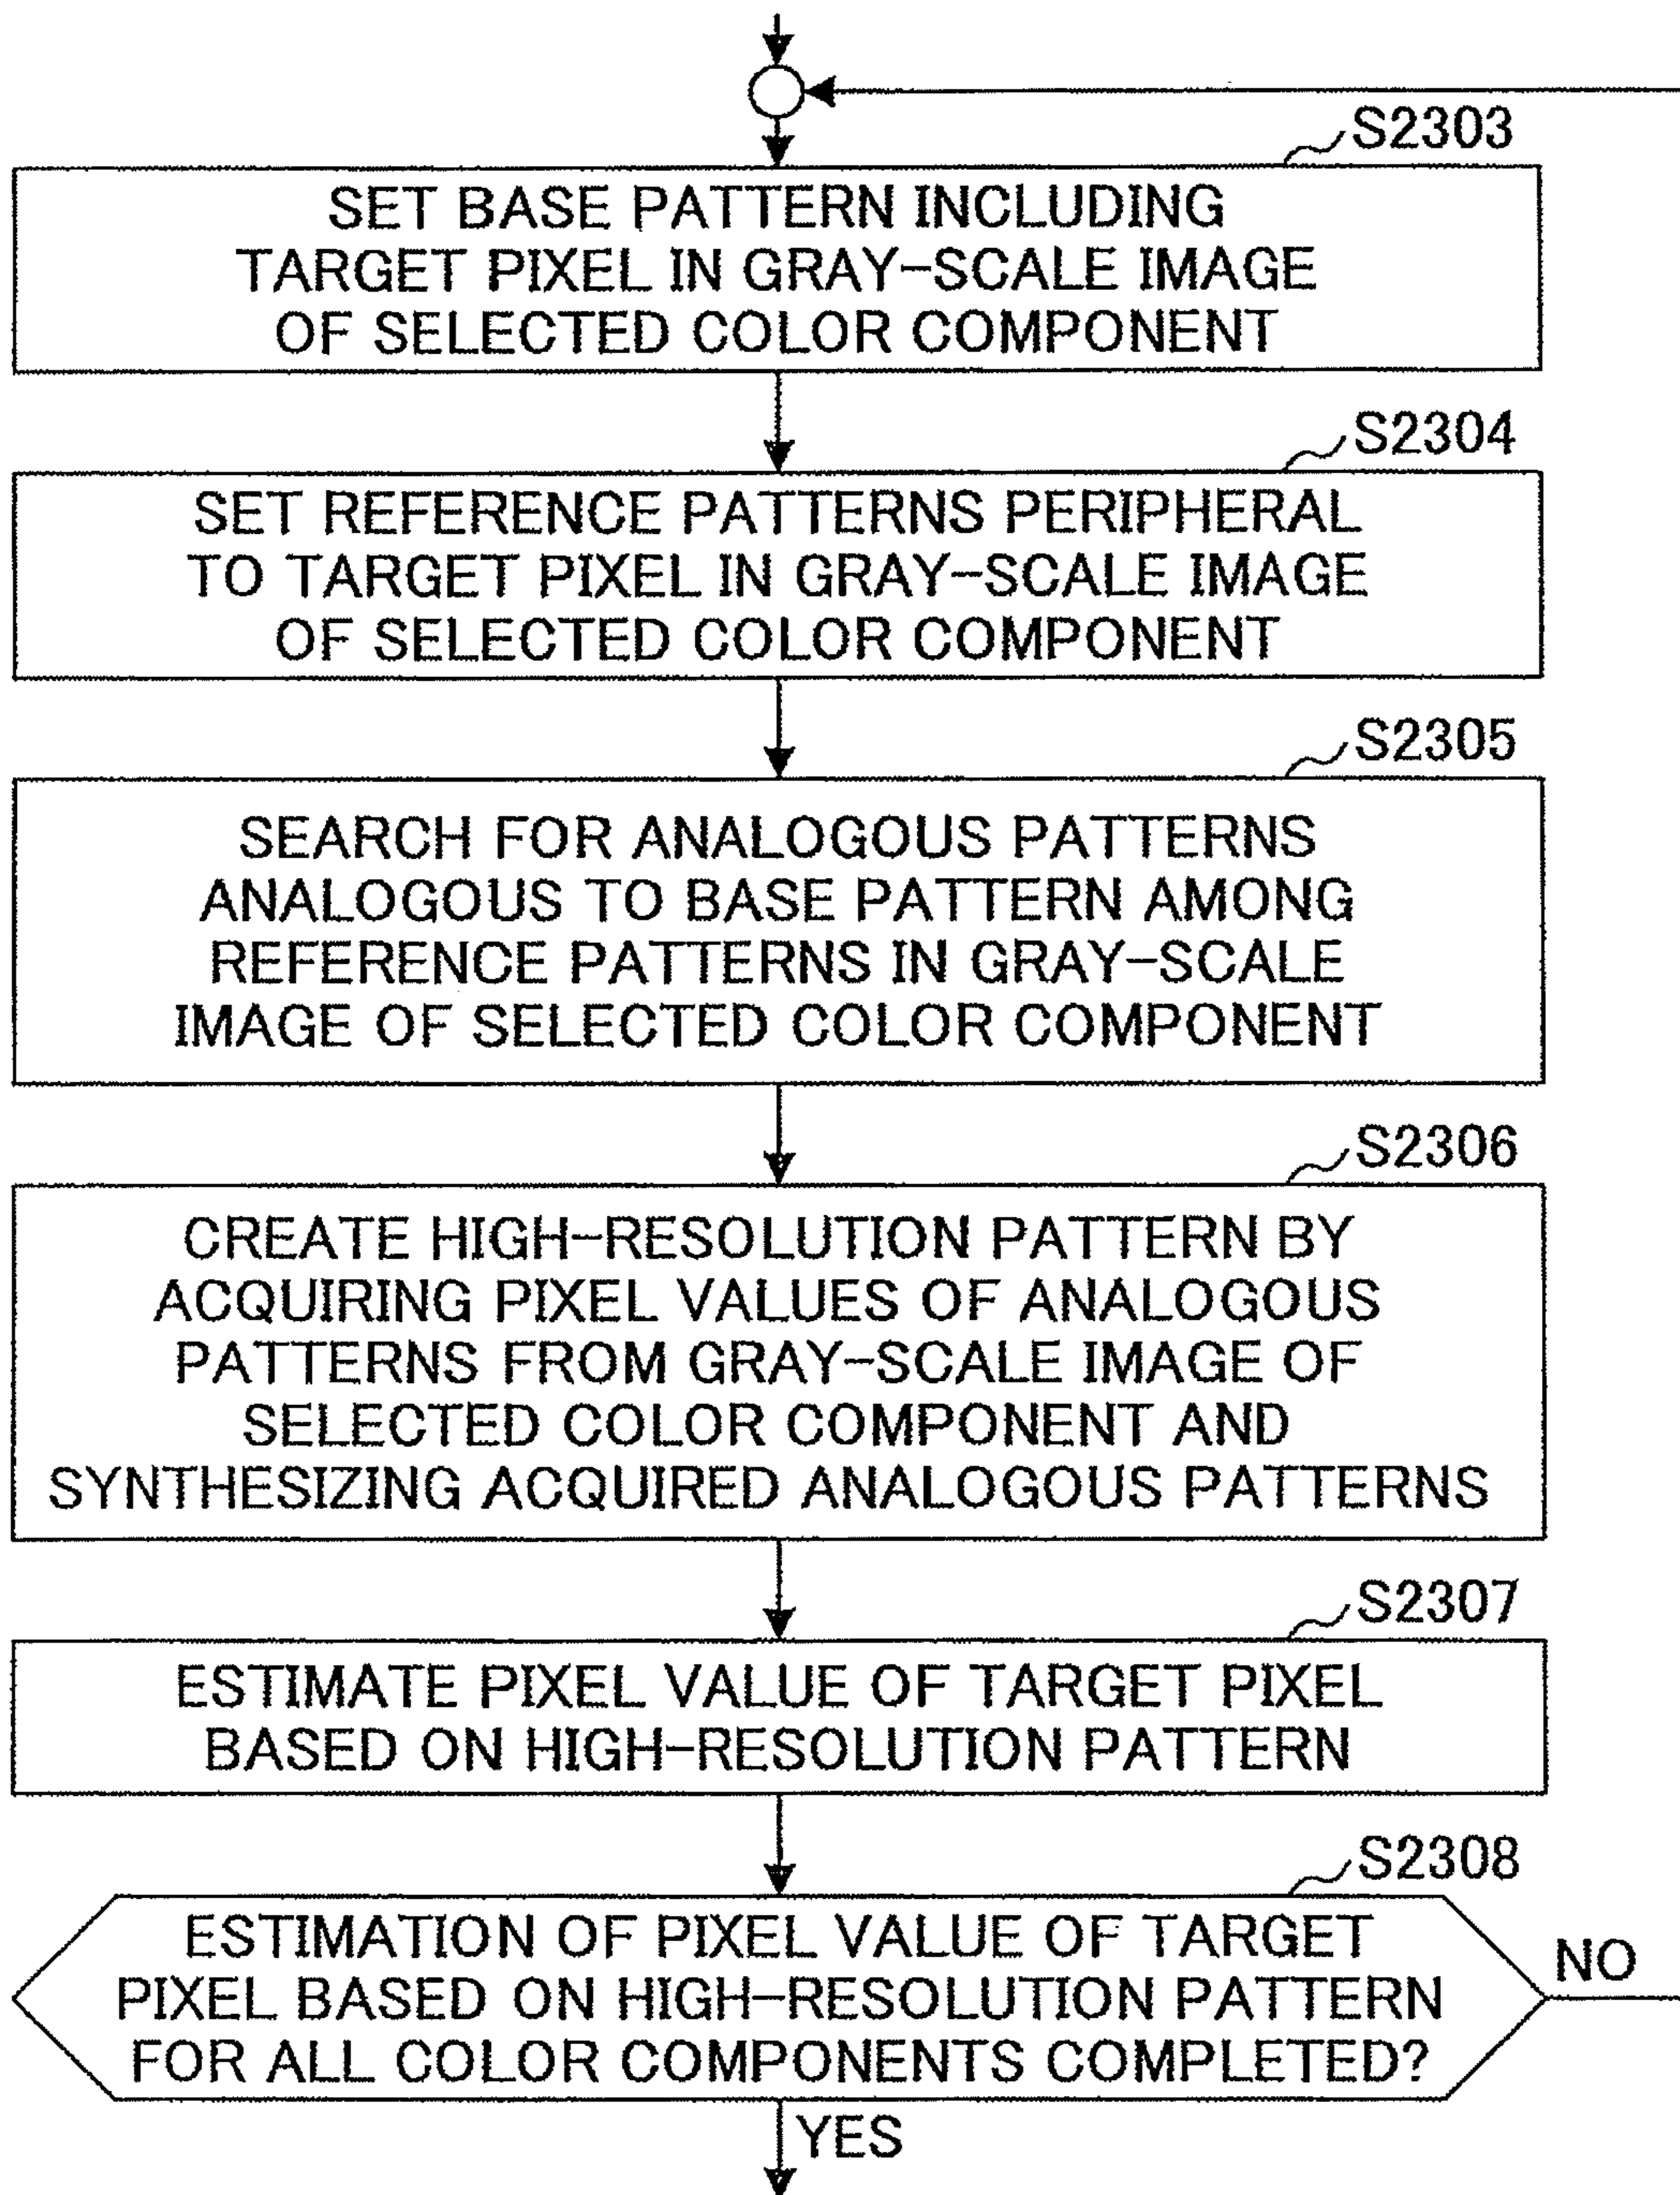 S2303
SET BASE PATTERN INCLUDING
TARGET PIXEL IN GRAY-SCALE IMAGE
OF SELECTED COLOR COMPONENT
S2304
SET REFERENCE PATTERNS PERIPHERAL
TO TARGET PIXEL IN GRAY-SCALE IMAGE
OF SELECTED COLOR COMPONENT
S2305
SEARCH FOR ANALOGOUS PATTERNS
ANALOGOUS TO BASE PATTERN AMONG
REFERENCE PATTERNS IN GRAY-SCALE
IMAGE OF SELECTED COLOR COMPONENT
S2306
CREATE HIGH-RESOLUTION PATTERN BY
ACQUIRING PIXEL VALUES OF ANALOGOUS
PATTERNS FROM GRAY-SCALE IMAGE OF
SELECTED COLOR COMPONENT AND
SYNTHESIZING ACQUIRED ANALOGOUS PATTERNS
S2307
ESTIMATE PIXEL VALUE OF TARGET PIXEL
BASED ON HIGH-RESOLUTION PATTERN
S2308
ESTIMATION OF PIXEL VALUE OF TARGET
PIXEL BASED ON HIGH-RESOLUTION PATTERN
FOR ALL COLOR COMPONENTS COMPLETED?
NO
YES